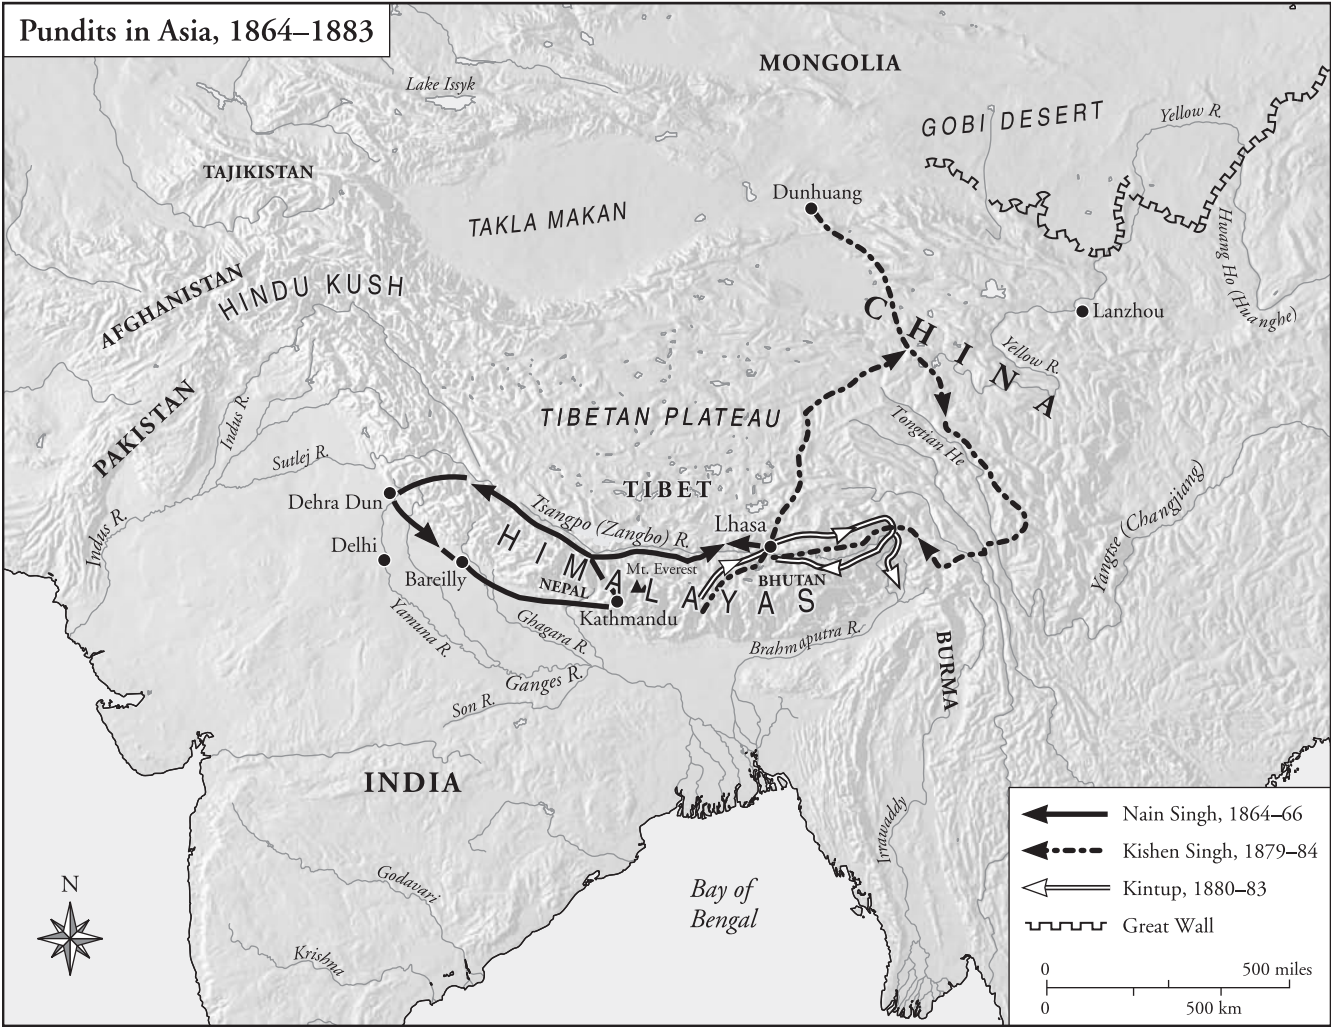 Pundits in Asia, 1864–1883
MONGOLIA
Lake Issyk
GOBI DESERT
Yellow R.
TAJIKISTAN
Dunhuang
TAKLA MAKAN
Hwang Ho (Huanghe)
AFGHANISTAN
HINDU KUSH
CHINA
Lanzhou
Yellow R.
PAKISTAN
Indus R.
TIBETAN PLATEAU
Tongtian He
Sutlej R.
Dehra Dun
TIBET
Tsangpo (Zangbo) R.
Lhasa
Indus R.
Yangtse (Changjiang)
Delhi
HIMALAYAS
Mt. Everest
Bareilly
NEPAL
BHUTAN
Kathmandu
Yamuna R.
Ghagara R.
Brahmaputra R.
BURMA
Ganges R.
Son R.
INDIA
Irrawaddy
Godavari
Bay of
Bengal
Krishna
N
Nain Singh, 1864–66
Kishen Singh, 1879–84
Kintup, 1880–83
Great Wall
0 500 miles
0 500 km